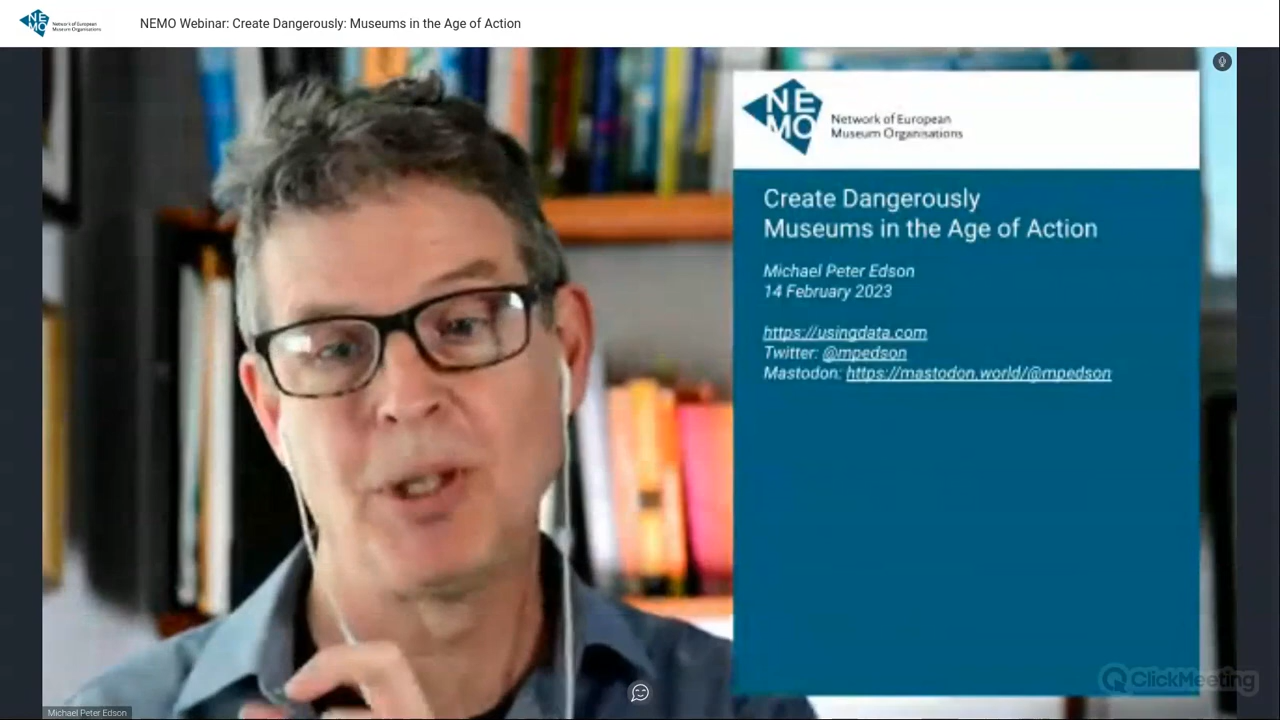 NEMO
Network of European
Museum Organisations
NEMO Webinar: Create Dangerously: Museums in the Age of Action
NEMO
Network of European
Museum Organisations
Create Dangerously
Museums in the Age of Action
Michael Peter Edson
14 February 2023
https://usingdata.com
Twitter: @mpedson
Mastodon: https://mastodon.world/@mpedson
ClickMeeting
Michael Peter Edson